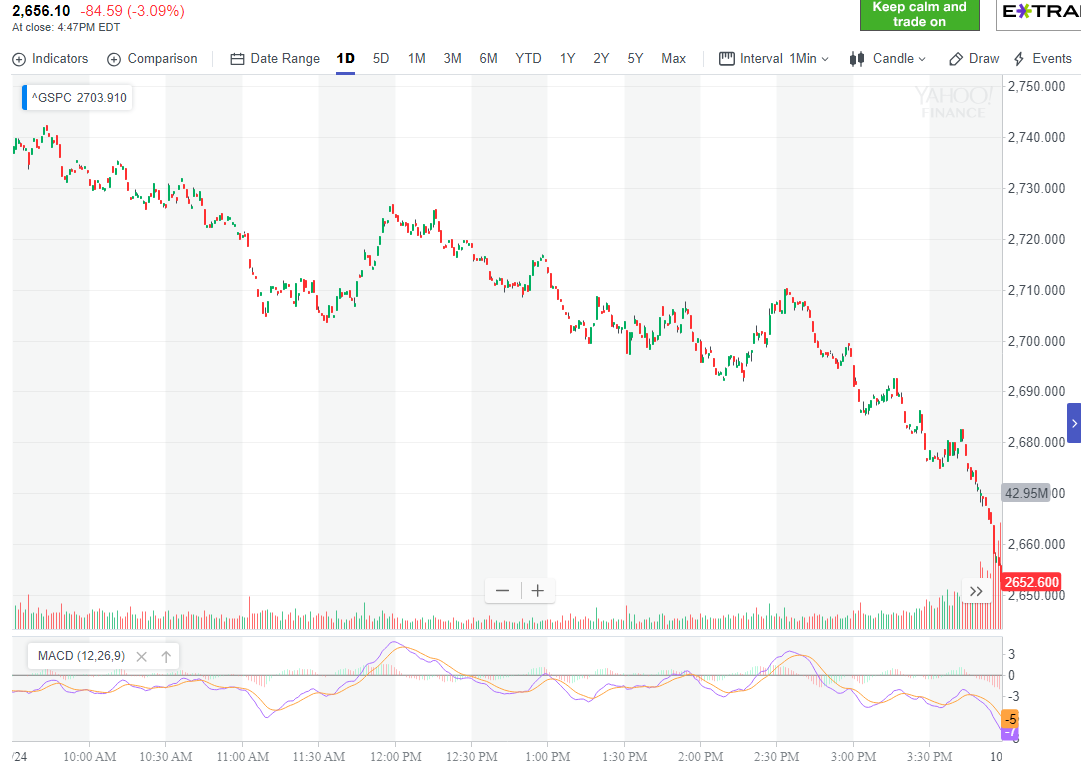 2,656.10 -84.59 (-3.09%)
At close: 4:47PM EDT
Keep calm and
trade on
E*TRA
Indicators Comparison Date Range 1D 5D 1M 3M 6M YTD 1Y 2Y 5Y Max Interval 1Min Candle Draw Events
^GSPC 2703.910
YAHOO!
FINANCE
2,750.000
2,740.000
2,730.000
2,720.000
2,710.000
2,700.000
2,690.000
2,680.000
42.95M 00
2,660.000
2652.600
2,650.000
MACD (12,26,9)
3
0
-3
-5
-7
/24 10:00 AM 10:30 AM 11:00 AM 11:30 AM 12:00 PM 12:30 PM 1:00 PM 1:30 PM 2:00 PM 2:30 PM 3:00 PM 3:30 PM 10